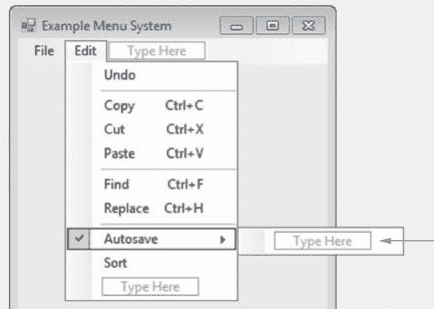 Example Menu System
File Edit Type Here
Undo
Copy Ctrl+C
Cut Ctrl+X
Paste Ctrl+V
Find Ctrl+F
Replace Ctrl+H
Autosave Type Here
Sort
Type Here